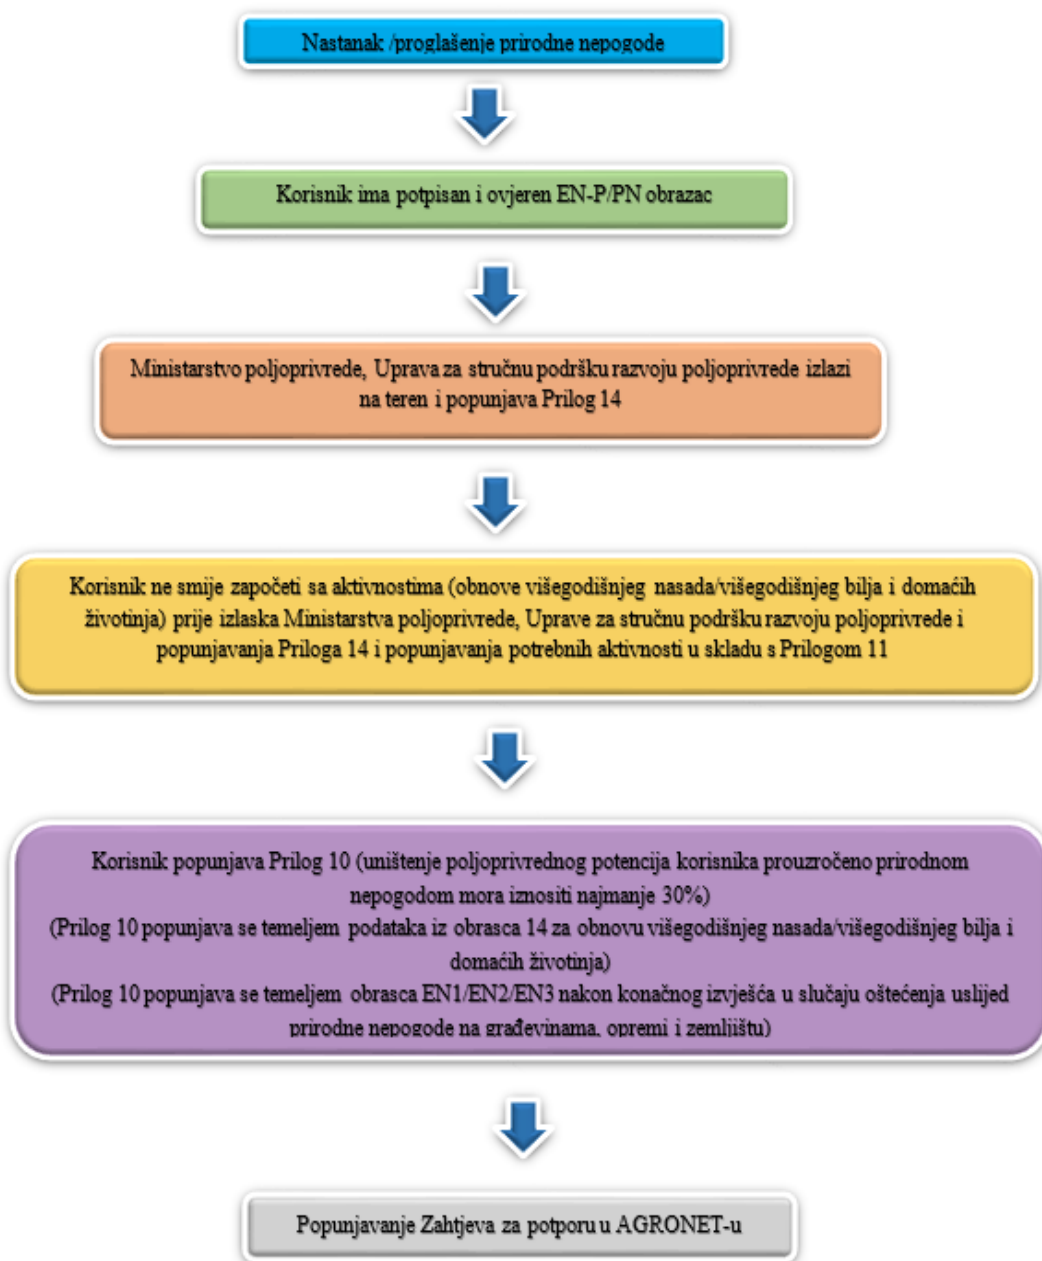 Nastanak /proglašenje prirodne nepogode
Korisnik ima potpisan i ovjeren EN-P/PN obrazac
Ministarstvo poljoprivrede, Uprava za stručnu podršku razvoju poljoprivrede izlazi
na teren i popunjava Prilog 14
Korisnik ne smije započeti sa aktivnostima (obnove višegodišnjeg nasada/višegodišnjeg bilja i domaćih
životinja) prije izlaska Ministarstva poljoprivrede, Uprave za stručnu podršku razvoju poljoprivrede i
popunjavanja Priloga 14 i popunjavanja potrebnih aktivnosti u skladu s Prilogom 11
Korisnik popunjava Prilog 10 (uništenje poljoprivrednog potencija korisnika prouzročeno prirodnom
nepogodom mora iznositi najmanje 30%)
(Prilog 10 popunjava se temeljem podataka iz obrasca 14 za obnovu višegodišnjeg nasada/višegodišnjeg bilja i
domaćih životinja)
(Prilog 10 popunjava se temeljem obrasca EN1/EN2/EN3 nakon konačnog izvješća u slučaju oštećenja uslijed
prirodne nepogode na građevinama, opremi i zemljištu)
Popunjavanje Zahtjeva za potporu u AGRONET-u